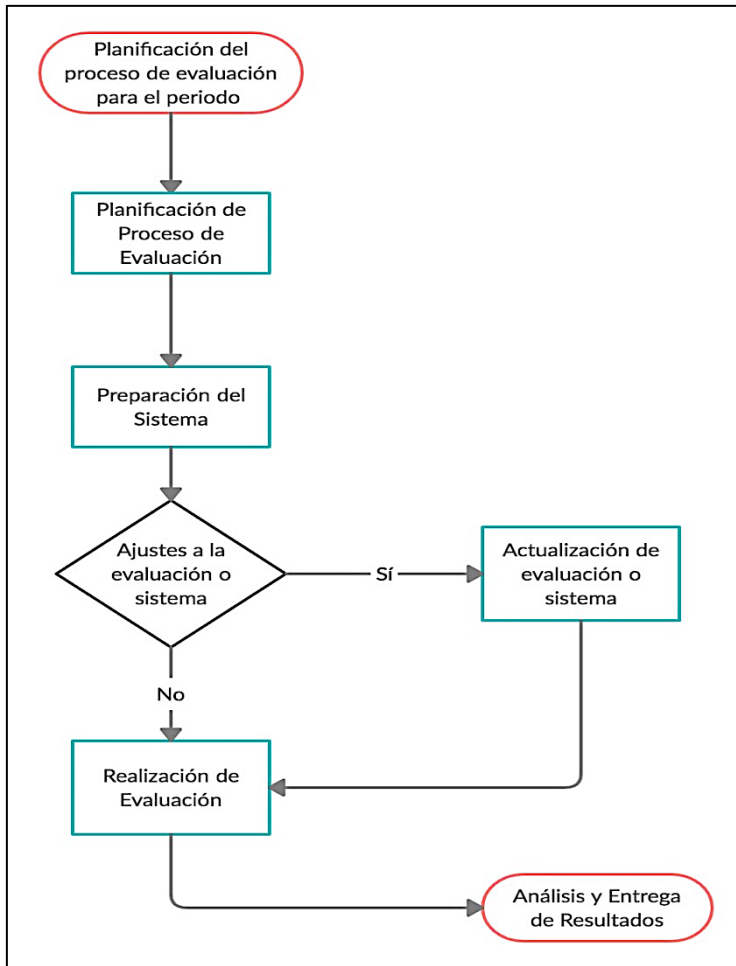 Planificación del
proceso de evaluación
para el periodo
Planificación de
Proceso de
Evaluación
Preparación del
Sistema
Ajustes a la
evaluación o
sistema
Sí
Actualización de
evaluación o
sistema
No
Realización de
Evaluación
Análisis y Entrega
de Resultados